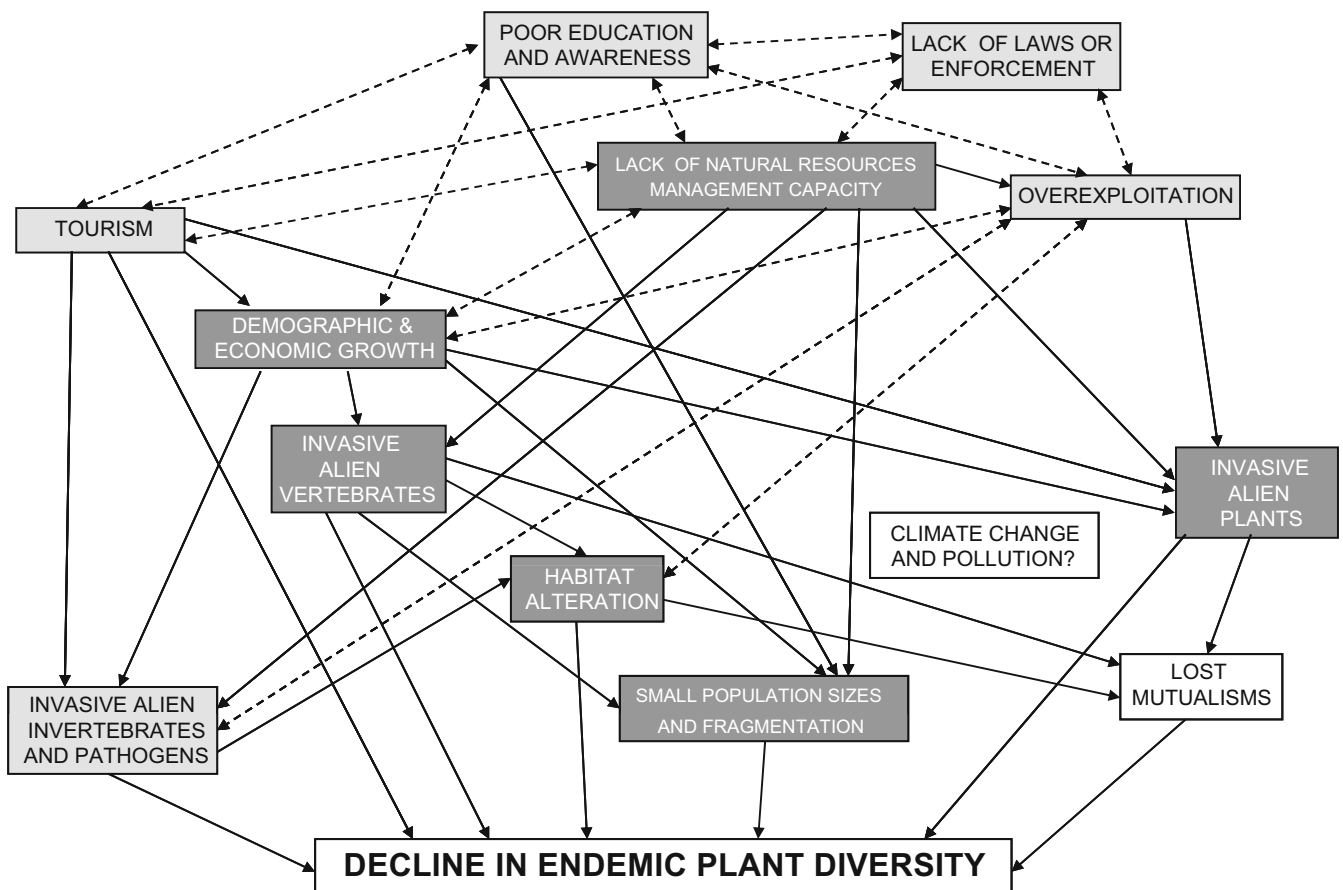 POOR EDUCATION
AND AWARENESS
LACK OF LAWS OR
ENFORCEMENT
LACK OF NATURAL RESOURCES
MANAGEMENT CAPACITY
OVEREXPLOITATION
TOURISM
DEMOGRAPHIC &
ECONOMIC GROWTH
INVASIVE
ALIEN
VERTEBRATES
INVASIVE
ALIEN
PLANTS
CLIMATE CHANGE
AND POLLUTION?
HABITAT
ALTERATION
INVASIVE ALIEN
INVERTEBRATES
AND PATHOGENS
SMALL POPULATION SIZES
AND FRAGMENTATION
LOST
MUTUALISMS
DECLINE IN ENDEMIC PLANT DIVERSITY